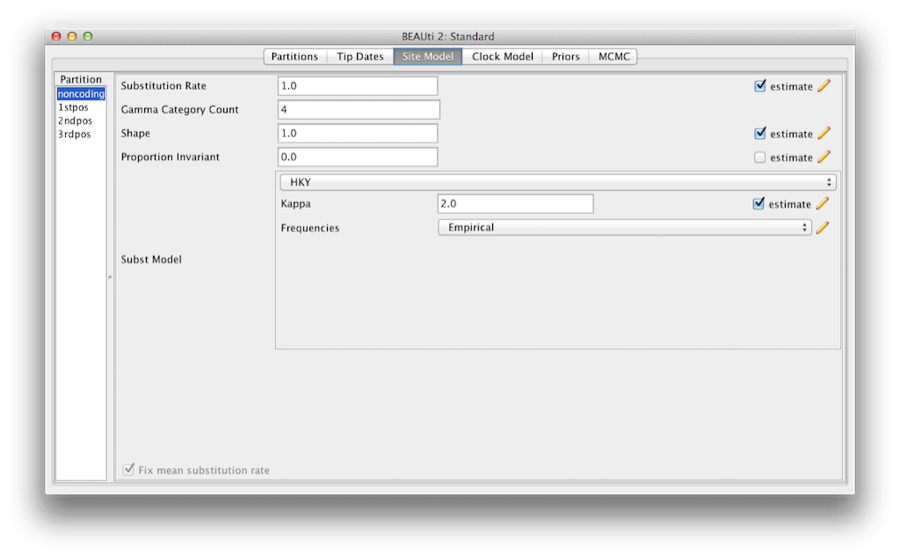 BEAUti 2: Standard
Partitions Tip Dates Site Model Clock Model Priors MCMC
Partition
noncoding
1stpos
2ndpos
3rdpos
Substitution Rate 1.0 estimate
Gamma Category Count 4
Shape 1.0 estimate
Proportion Invariant 0.0 estimate
HKY
Kappa 2.0 estimate
Frequencies Empirical
Subst Model
Fix mean substitution rate